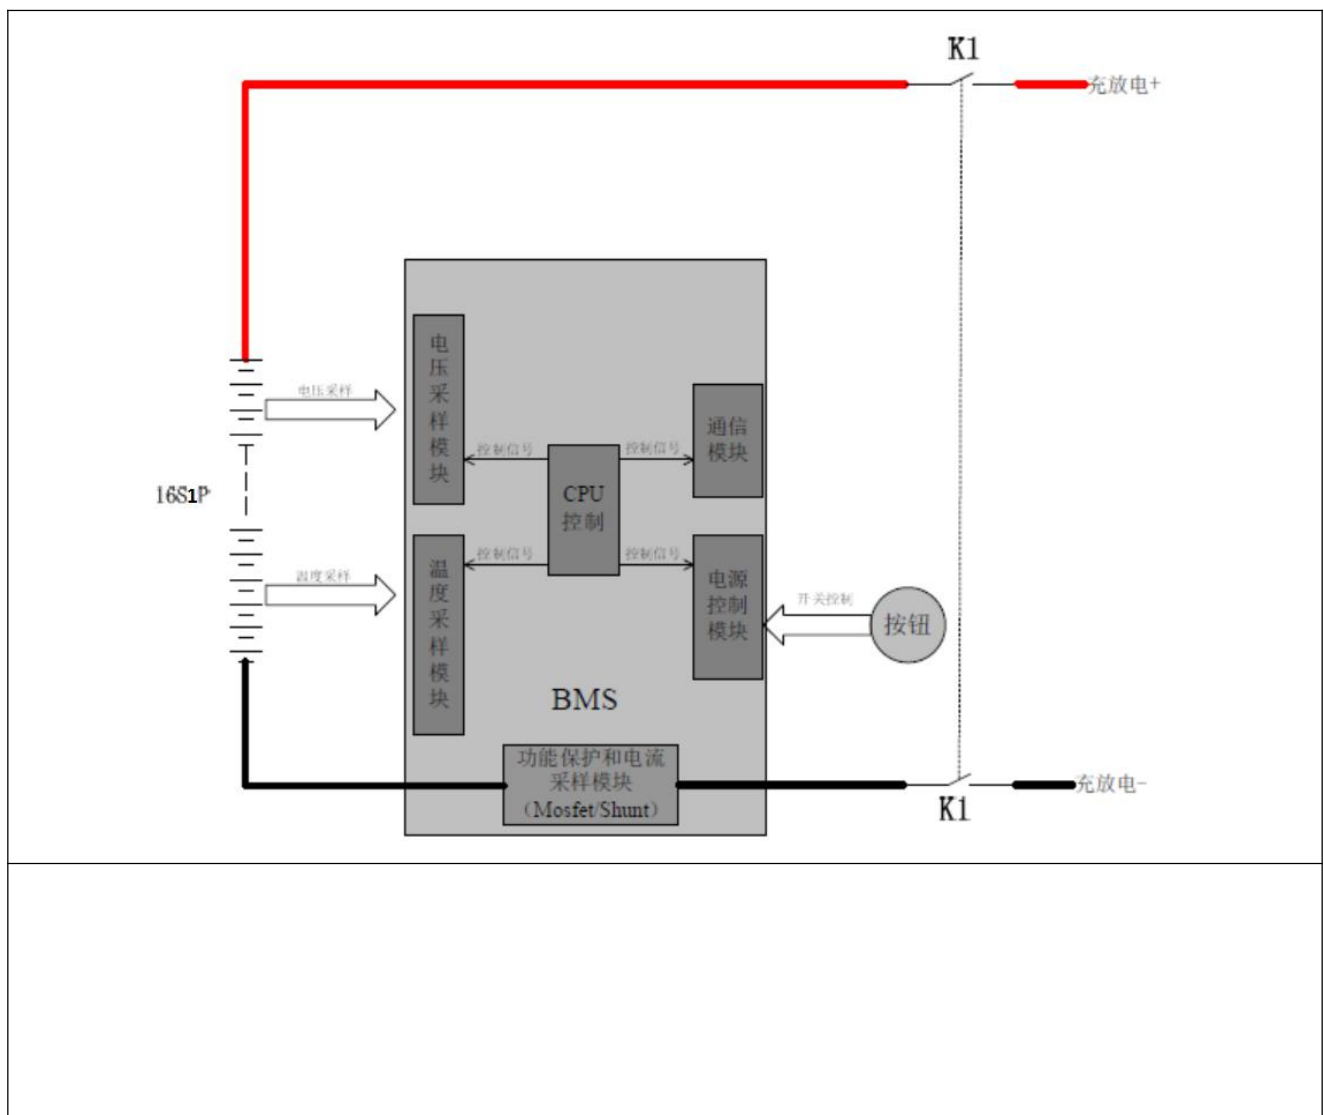 K1
充放电+
电压采样模块
电压采样
通信
模块
控制信号
控制信号
16S1P
CPU
控制
控制信号
控制信号
温度采样
温度采样模块
电源
控制
模块
开关控制
按钮
BMS
功能保护和电流
采样模块
（Mosfet/Shunt）
充放电-
K1